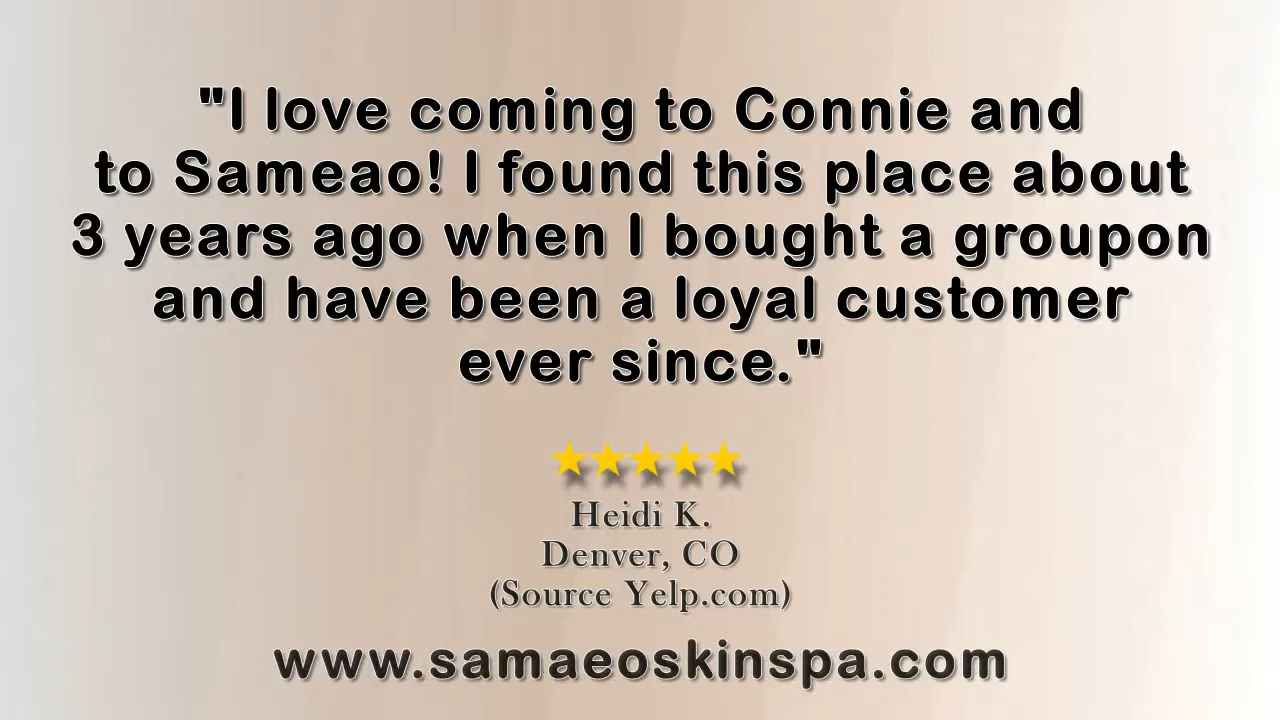 "I love coming to Connie and
to Sameao! I found this place about
3 years ago when I bought a groupon
and have been a loyal customer
ever since."
★★★★★
Heidi K.
Denver, CO
(Source Yelp.com)
www.samaeoskinspa.com